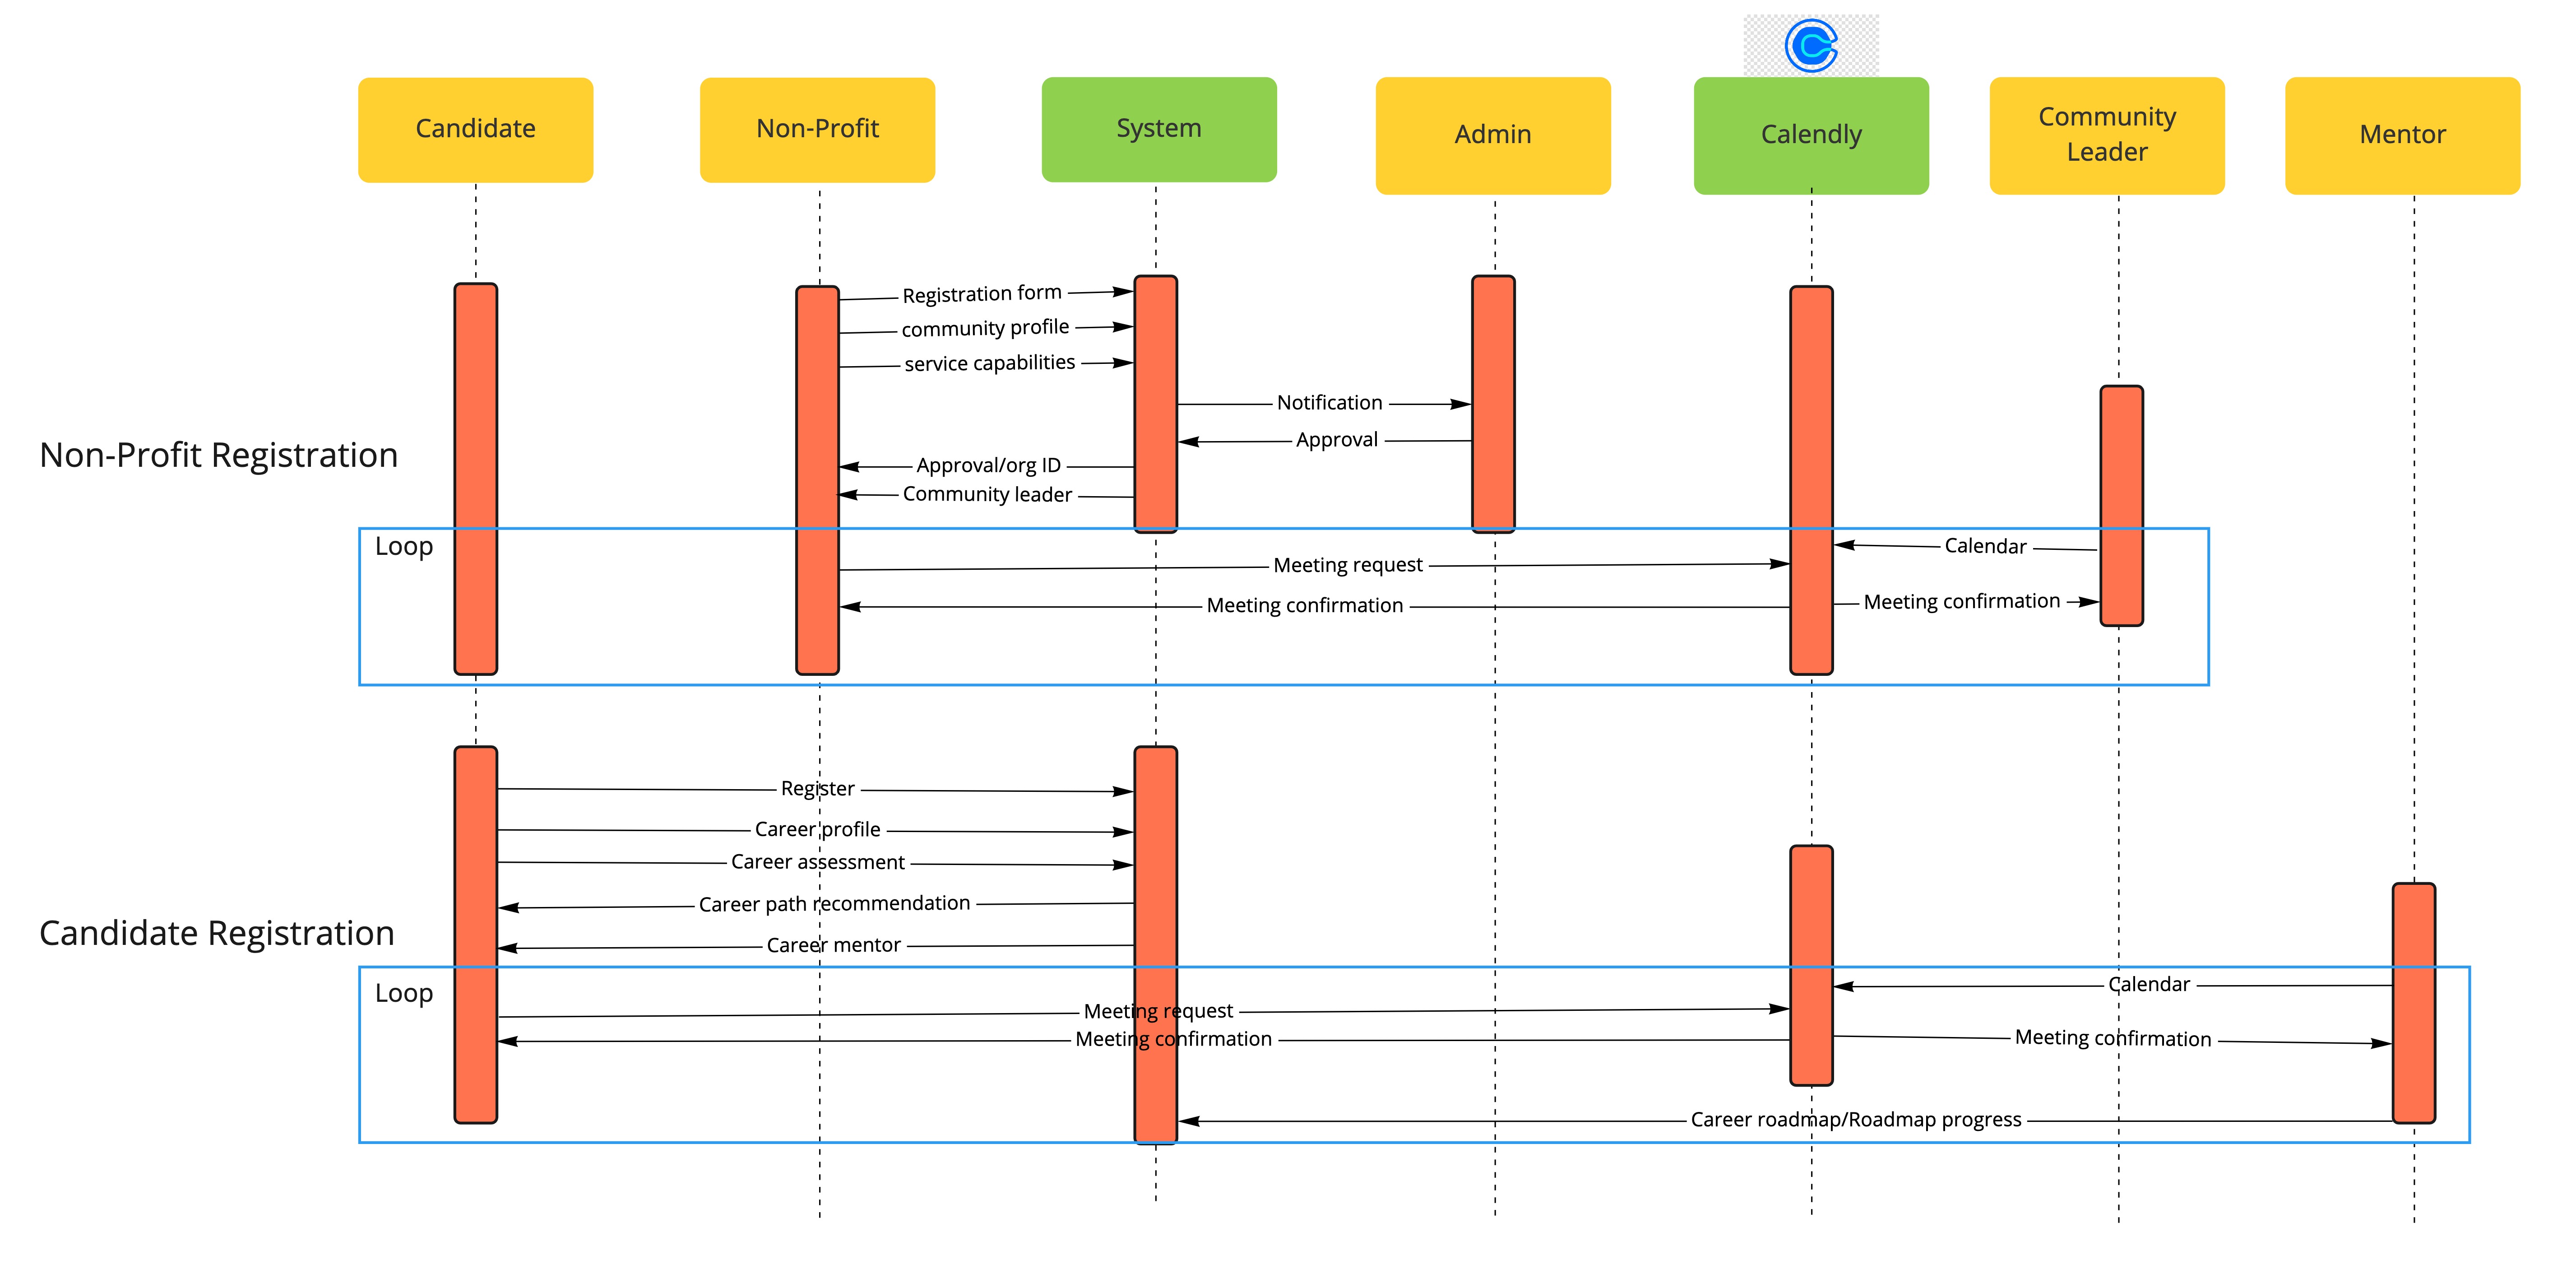 Candidate
Non-Profit
System
Admin
Calendly
Community
Leader
Mentor
Non-Profit Registration
Registration form
community profile
service capabilities
Notification
Approval
Approval/org ID
Community leader
Loop
Calendar
Meeting request
Meeting confirmation
Meeting confirmation
Candidate Registration
Register
Career profile
Career assessment
Career path recommendation
Career mentor
Loop
Calendar
Meeting request
Meeting confirmation
Meeting confirmation
Career roadmap/Roadmap progress